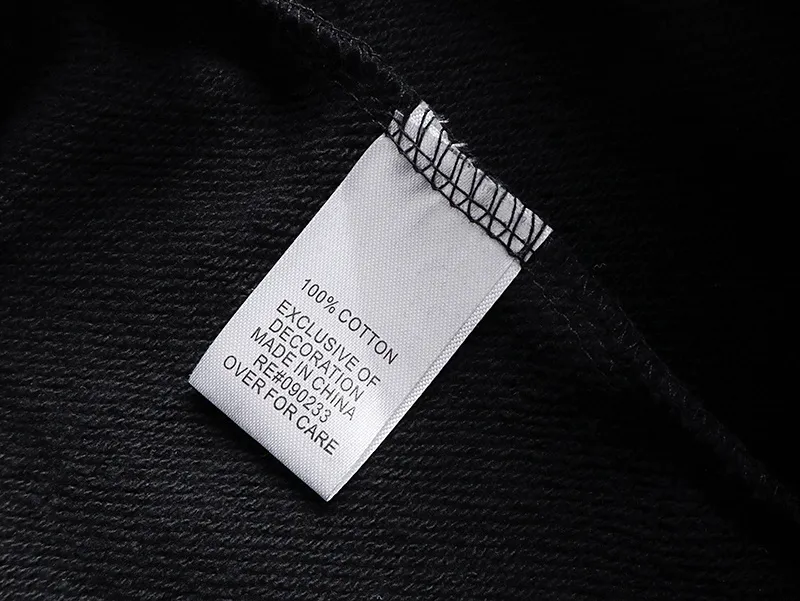 100% COTTON
EXCLUSIVE OF
DECORATION
MADE IN CHINA
RE#090233
OVER FOR CARE